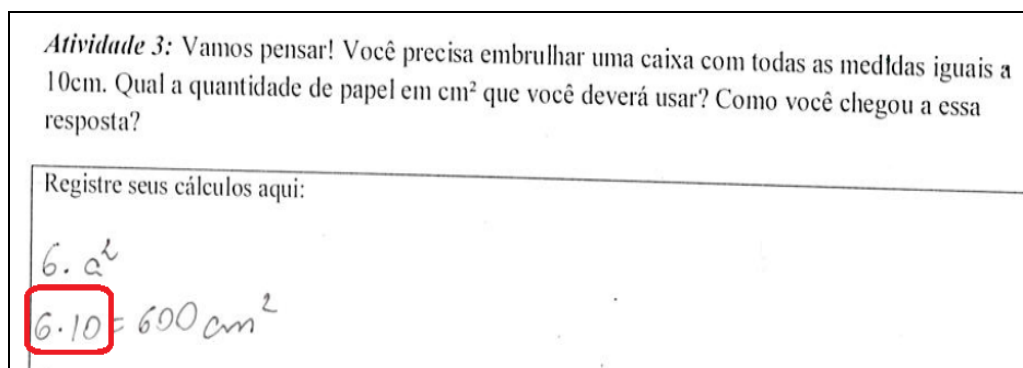 Atividade 3: Vamos pensar! Você precisa embrulhar uma caixa com todas as medidas iguais a
10cm. Qual a quantidade de papel em cm² que você deverá usar? Como você chegou a essa
resposta?
Registre seus cálculos aqui:
6. a²
6.10 = 600 cm²